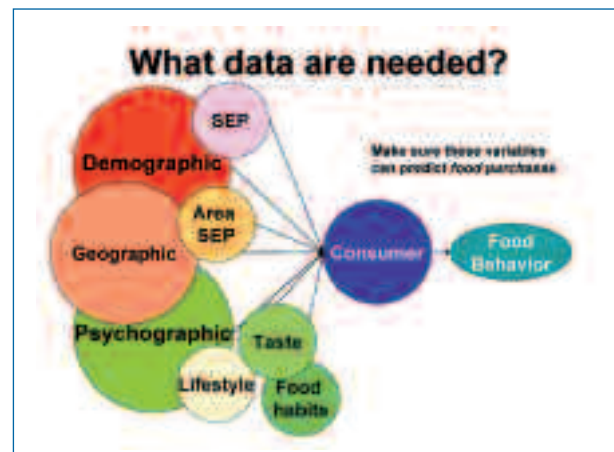 What data are needed?
SEP
Demographic
Make sure these variables
can predict food purchases
Area
SEP
Geographic
Consumer
Food
Behavior
Psychographic
Taste
Lifestyle
Food
habits